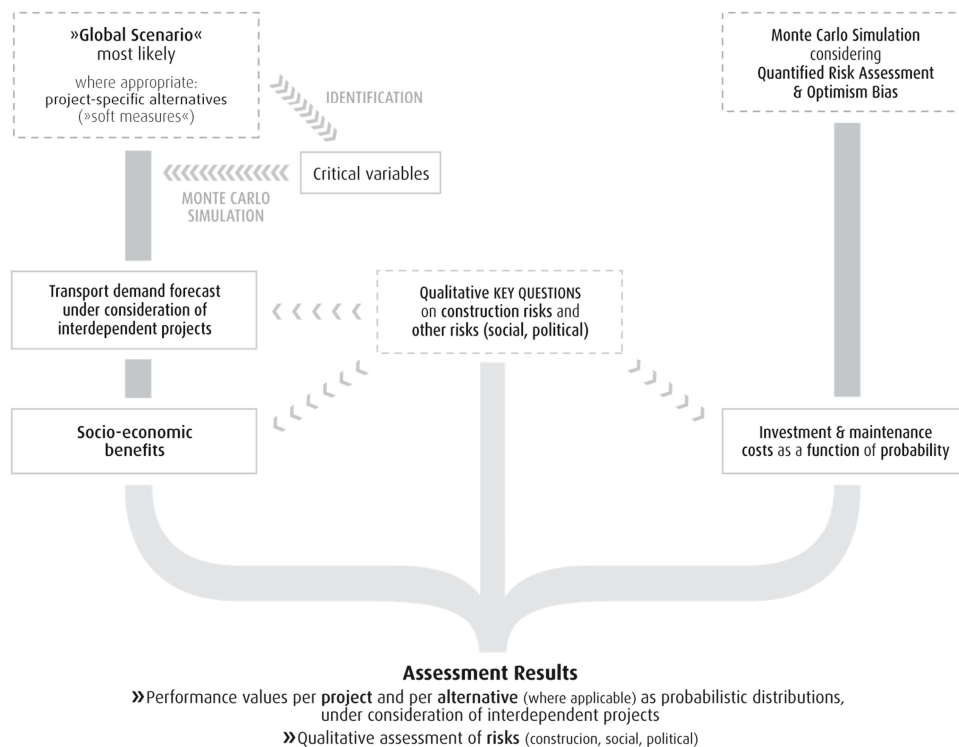 »Global Scenario«
most likely
where appropriate:
project-specific alternatives
(»soft measures«)
IDENTIFICATION
Critical variables
MONTE CARLO
SIMULATION
Monte Carlo Simulation
considering
Quantified Risk Assessment
& Optimism Bias
Transport demand forecast
under consideration of
interdependent projects
Qualitative KEY QUESTIONS
on construction risks and
other risks (social, political)
Socio-economic
benefits
Investment & maintenance
costs as a function of probability
Assessment Results
»Performance values per project and per alternative (where applicable) as probabilistic distributions,
under consideration of interdependent projects
»Qualitative assessment of risks (construcion, social, political)